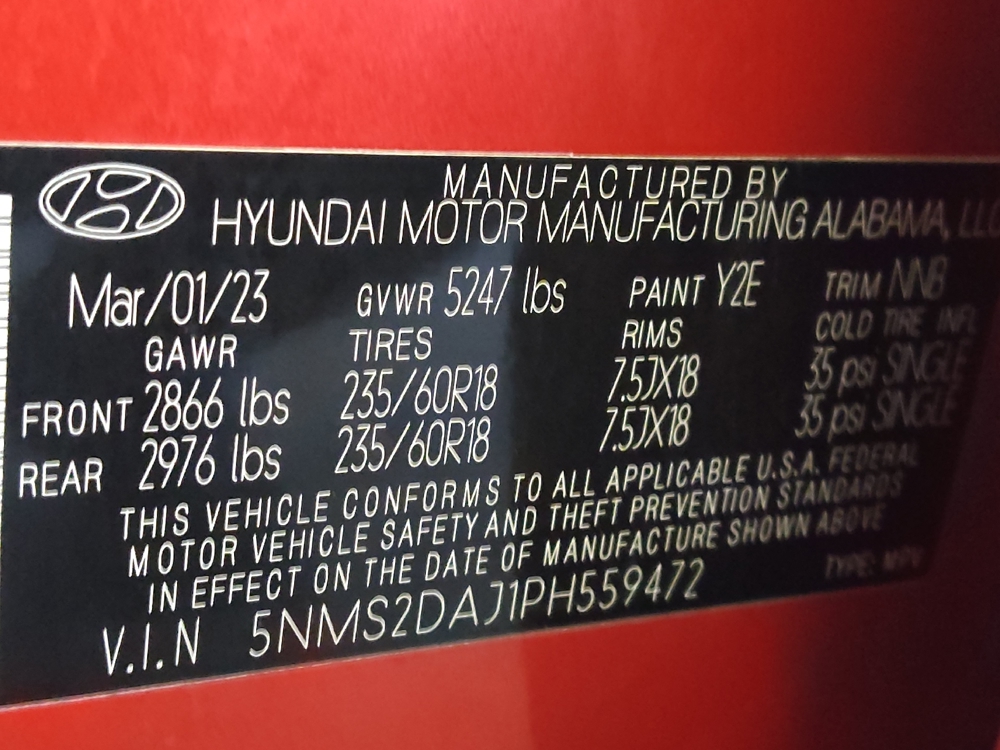 MANUFACTURED BY
HYUNDAI MOTOR MANUFACTURING ALABAMA, LLC
Mar/01/23 GVWR 5247 lbs PAINT Y2E TRIM NNB
GAWR TIRES RIMS COLD TIRE INFL
FRONT 2866 lbs 235/60R18 7.5JX18 35 psi SINGLE
REAR 2976 lbs 235/60R18 7.5JX18 35 psi SINGLE
THIS VEHICLE CONFORMS TO ALL APPLICABLE U.S.A. FEDERAL
MOTOR VEHICLE SAFETY AND THEFT PREVENTION STANDARDS
IN EFFECT ON THE DATE OF MANUFACTURE SHOWN ABOVE
V.I.N 5NMS2DAJ1PH559472 TYPE: MPV